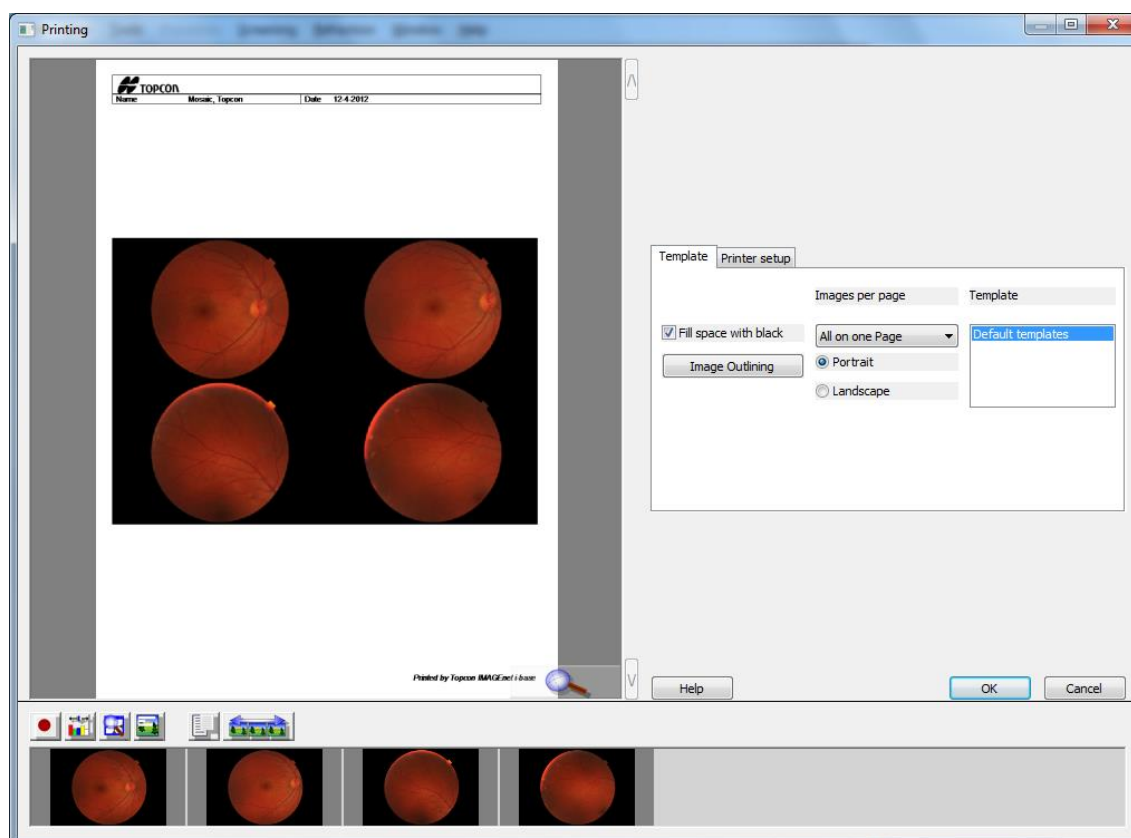 Printing
TOPCON
Name Mosaic, Topcon Date 12-4-2012
Template Printer setup
Images per page Template
Fill space with black All on one Page Default templates
Image Outlining Portrait
Landscape
Printed by Topcon IMAGEnet i-base
Help OK Cancel